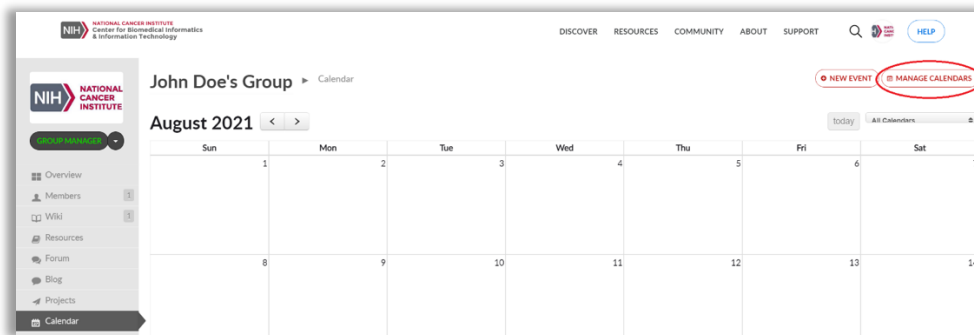 NIH NATIONAL CANCER INSTITUTE
Center for Biomedical Informatics
& Information Technology
DISCOVER RESOURCES COMMUNITY ABOUT SUPPORT HELP
NIH NATIONAL
CANCER
INSTITUTE
GROUP MANAGER
Overview
Members 1
Wiki 1
Resources
Forum
Blog
Projects
Calendar
John Doe's Group ▸ Calendar
NEW EVENT MANAGE CALENDARS
August 2021 < > today All Calendars
Sun Mon Tue Wed Thu Fri Sat
1 2 3 4 5 6
8 9 10 11 12 13